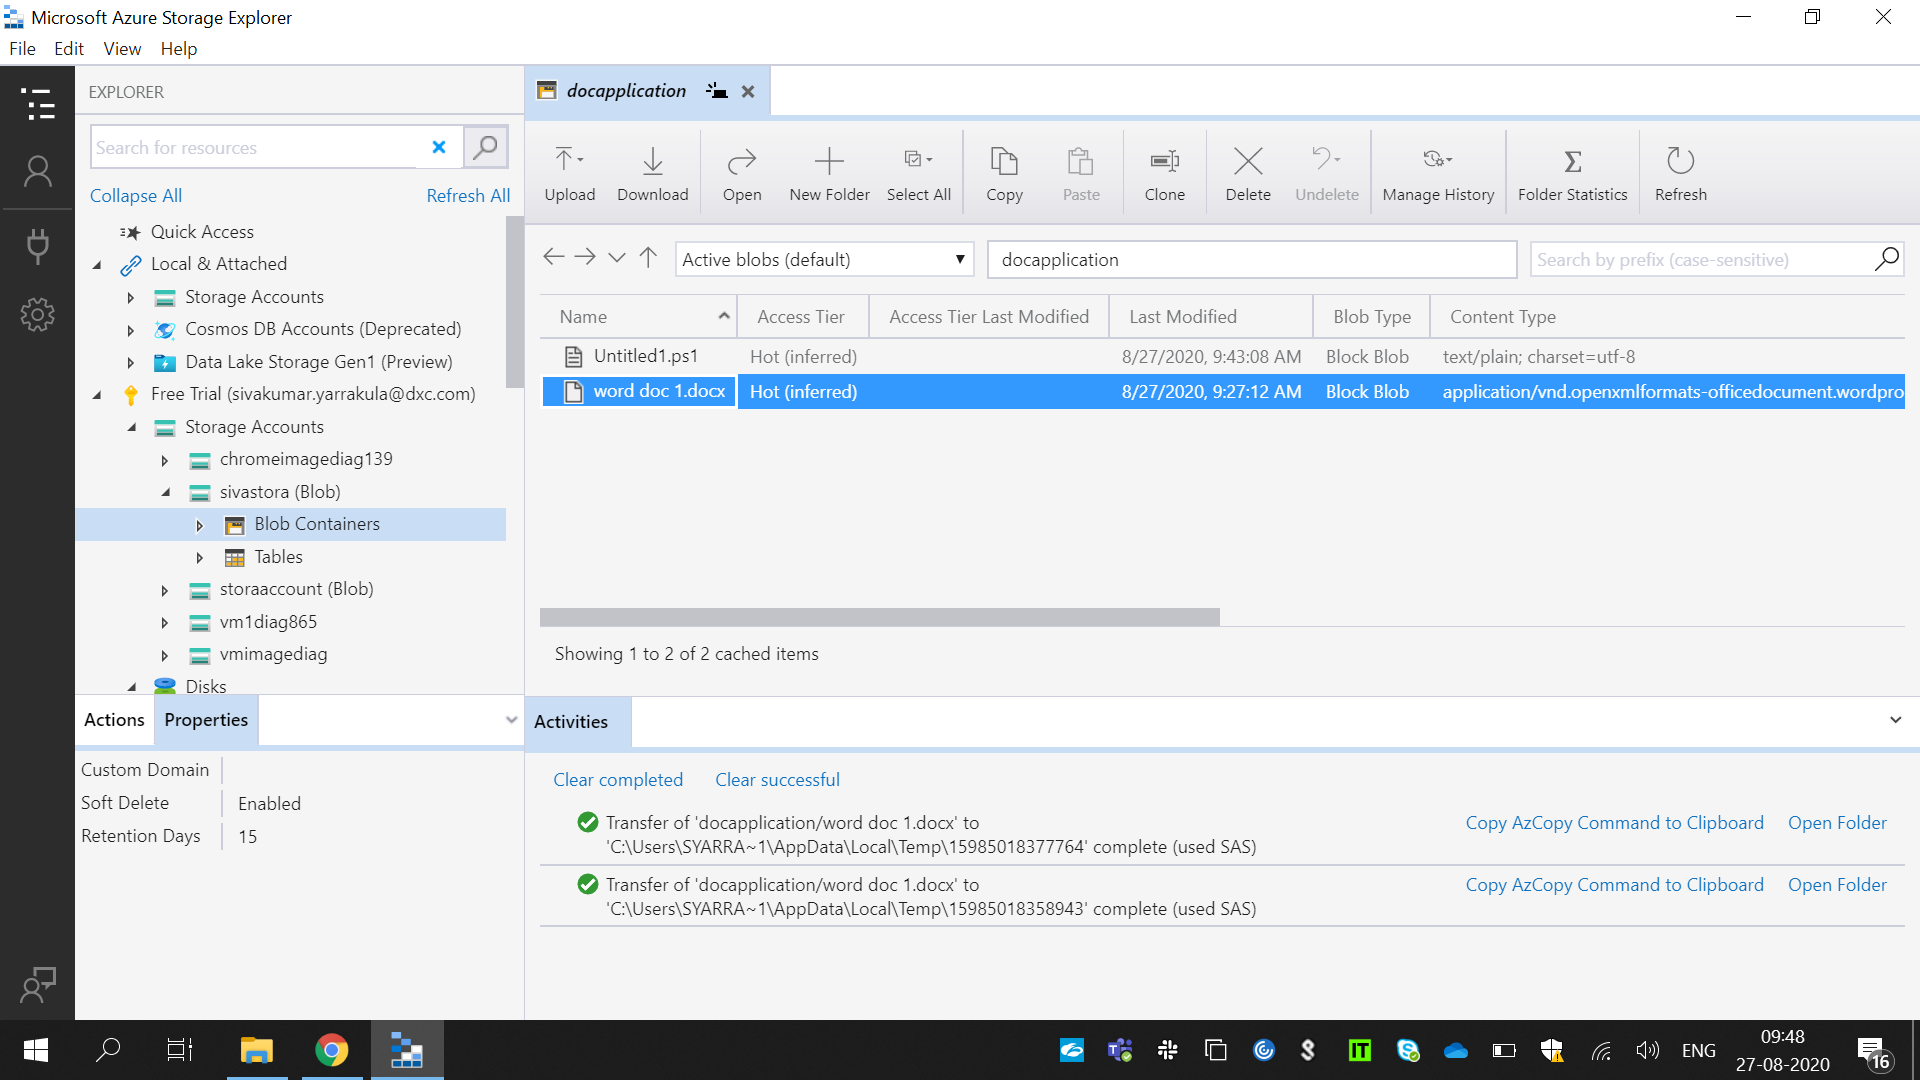 Microsoft Azure Storage Explorer
File Edit View Help
EXPLORER
Search for resources
Collapse All Refresh All
Quick Access
Local & Attached
Storage Accounts
Cosmos DB Accounts (Deprecated)
Data Lake Storage Gen1 (Preview)
Free Trial (sivakumar.yarrakula@dxc.com)
Storage Accounts
chromeimagediag139
sivastora (Blob)
Blob Containers
Tables
storaaccount (Blob)
vm1diag865
vmimagediag
Disks
Actions Properties
Custom Domain
Soft Delete Enabled
Retention Days 15
docapplication
Upload Download Open New Folder Select All Copy Paste Clone Delete Undelete Manage History Folder Statistics Refresh
Active blobs (default) docapplication Search by prefix (case-sensitive)
Name Access Tier Access Tier Last Modified Last Modified Blob Type Content Type
Untitled1.ps1 Hot (inferred) 8/27/2020, 9:43:08 AM Block Blob text/plain; charset=utf-8
word doc 1.docx Hot (inferred) 8/27/2020, 9:27:12 AM Block Blob application/vnd.openxmlformats-officedocument.wordpro
Showing 1 to 2 of 2 cached items
Activities
Clear completed Clear successful
Transfer of 'docapplication/word doc 1.docx' to
'C:\Users\SYARRA~1\AppData\Local\Temp\15985018377764' complete (used SAS)
Copy AzCopy Command to Clipboard Open Folder
Transfer of 'docapplication/word doc 1.docx' to
'C:\Users\SYARRA~1\AppData\Local\Temp\15985018358943' complete (used SAS)
Copy AzCopy Command to Clipboard Open Folder
IT
ENG
09:48
27-08-2020
16